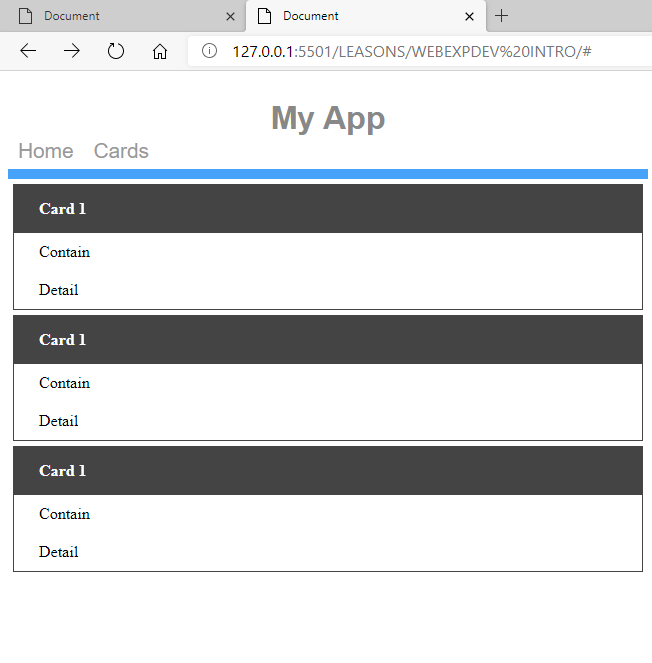 Document
Document
127.0.0.1:5501/LEASONS/WEBEXPDEV%20INTRO/#
My App
Home Cards
Card 1
Contain
Detail
Card 1
Contain
Detail
Card 1
Contain
Detail